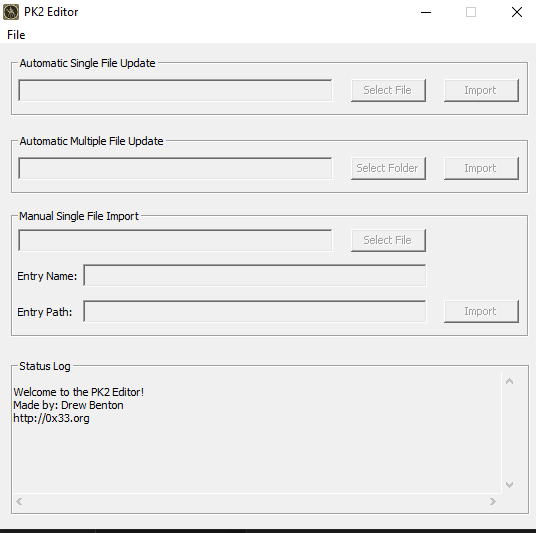 PK2 Editor
File
Automatic Single File Update
Select File
Import
Automatic Multiple File Update
Select Folder
Import
Manual Single File Import
Select File
Entry Name:
Entry Path:
Import
Status Log
Welcome to the PK2 Editor!
Made by: Drew Benton
http://0x33.org